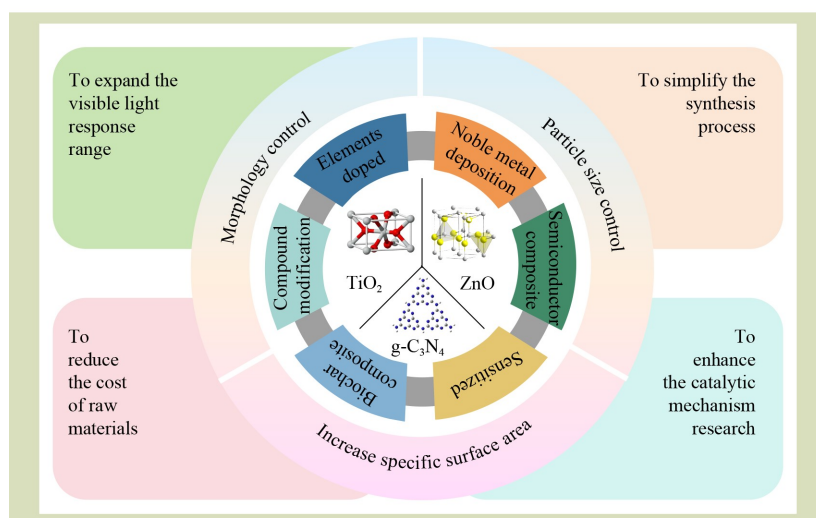 To expand the
visible light
response
range
To simplify the
synthesis
process
Morphology control
Particle size control
Elements
doped
Noble metal
deposition
Compound
modification
Semiconductor
composite
TiO₂
ZnO
g-C₃N₄
Biochar
composite
Sensitized
Increase specific surface area
To
reduce
the cost
of raw
materials
To
enhance
the catalytic
mechanism
research